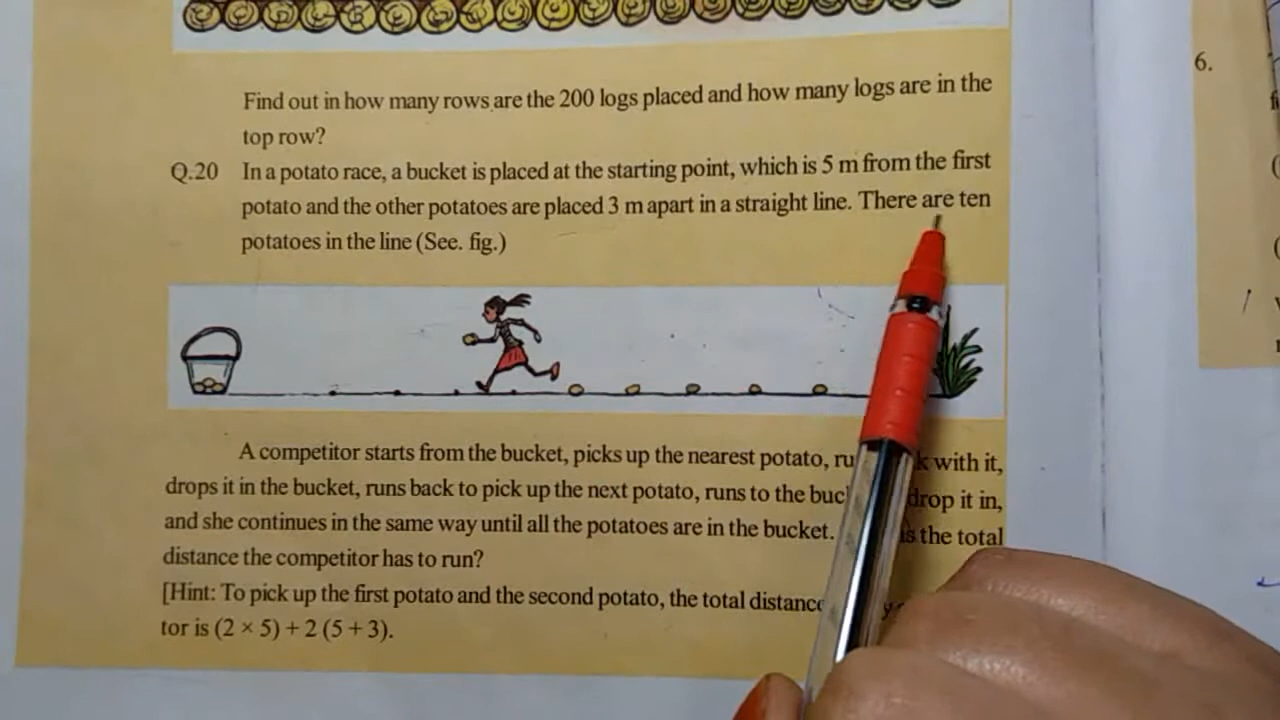 Find out in how many rows are the 200 logs placed and how many logs are in the
top row?
Q.20 In a potato race, a bucket is placed at the starting point, which is 5 m from the first
potato and the other potatoes are placed 3 m apart in a straight line. There are ten
potatoes in the line (See. fig.)
A competitor starts from the bucket, picks up the nearest potato, with it,
drops it in the bucket, runs back to pick up the next potato, runs to the drop it in,
and she continues in the same way until all the potatoes are in the bucket. is the total
distance the competitor has to run?
[Hint: To pick up the first potato and the second potato, the total
tor is (2 × 5) + 2 (5 + 3).
6.